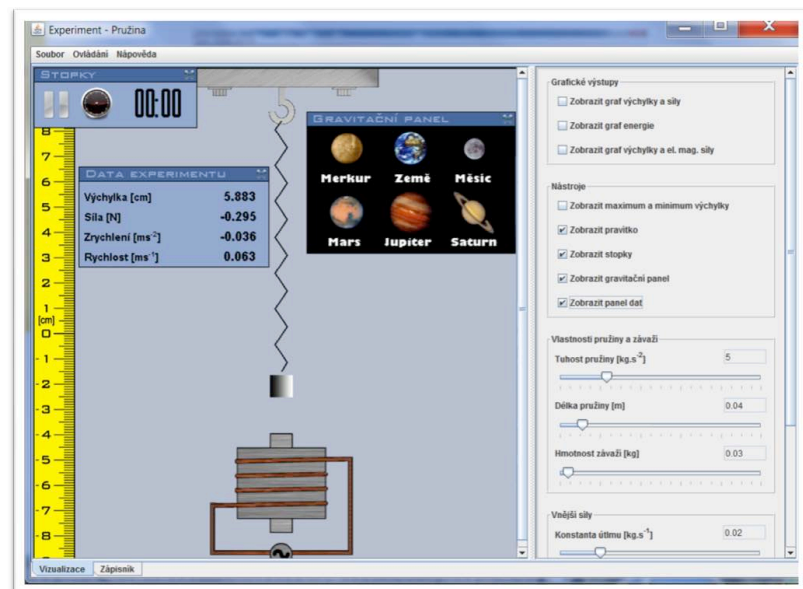 Experiment - Pružina
Soubor Ovládání Nápověda
STOPKY
00:00
8
7
6
5
4
3
2
1
[cm]
0
- 1
- 2
- 3
- 4
- 5
- 6
- 7
- 8
DATA EXPERIMENTU
Výchylka [cm] 5.883
Síla [N] -0.295
Zrychlení [ms⁻²] -0.036
Rychlost [ms⁻¹] 0.063
GRAVITAČNÍ PANEL
Merkur Země Měsíc
Mars Jupiter Saturn
Grafické výstupy
Zobrazit graf výchylky a síly
Zobrazit graf energie
Zobrazit graf výchylky a el. mag. síly
Nástroje
Zobrazit maximum a minimum výchylky
Zobrazit pravítko
Zobrazit stopky
Zobrazit gravitační panel
Zobrazit panel dat
Vlastnosti pružiny a závaží
Tuhost pružiny [kg.s⁻²] 5
Délka pružiny [m] 0.04
Hmotnost závaží [kg] 0.03
Vnější síly
Konstanta útlmu [kg.s⁻¹] 0.02
Vizualizace Zápisník